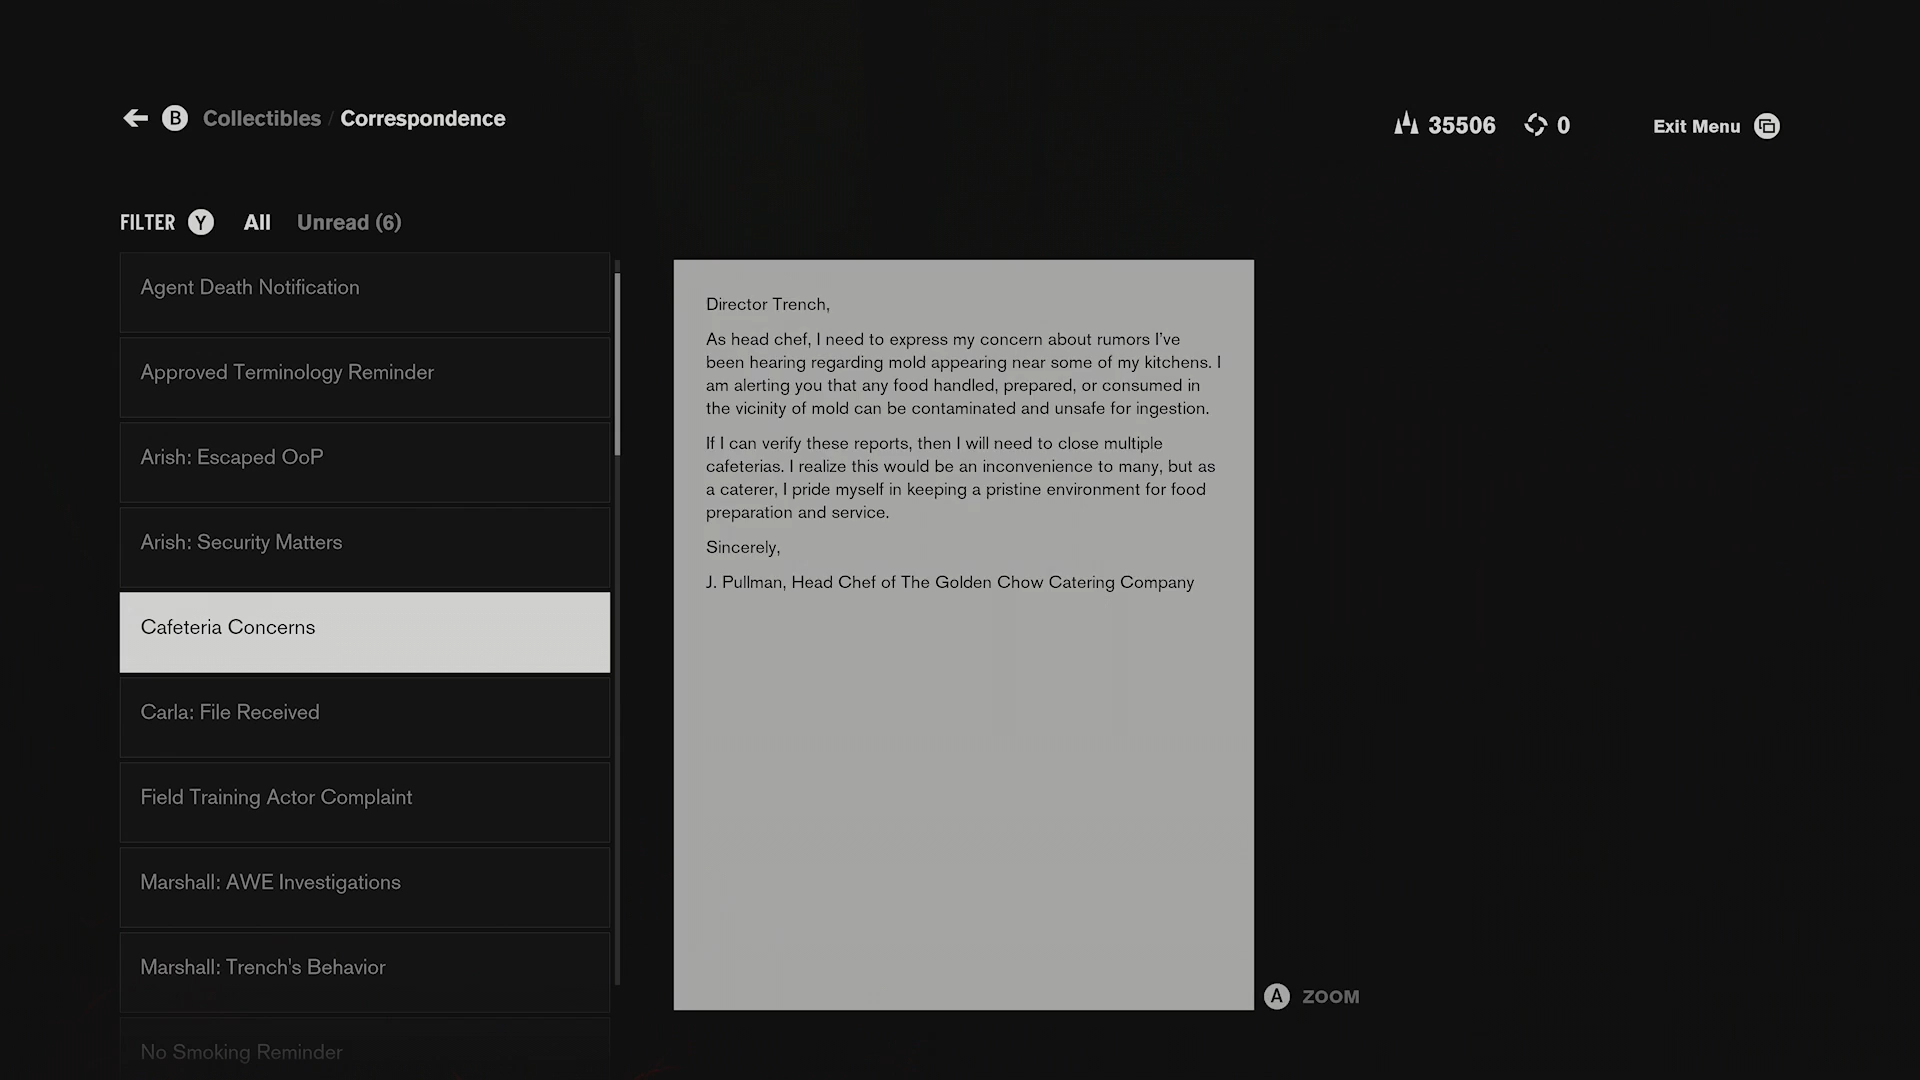 B Collectibles / Correspondence
35506 0 Exit Menu
FILTER Y All Unread (6)
Agent Death Notification
Approved Terminology Reminder
Arish: Escaped OoP
Arish: Security Matters
Cafeteria Concerns
Carla: File Received
Field Training Actor Complaint
Marshall: AWE Investigations
Marshall: Trench's Behavior
No Smoking Reminder
Director Trench,
As head chef, I need to express my concern about rumors I've
been hearing regarding mold appearing near some of my kitchens. I
am alerting you that any food handled, prepared, or consumed in
the vicinity of mold can be contaminated and unsafe for ingestion.
If I can verify these reports, then I will need to close multiple
cafeterias. I realize this would be an inconvenience to many, but as
a caterer, I pride myself in keeping a pristine environment for food
preparation and service.
Sincerely,
J. Pullman, Head Chef of The Golden Chow Catering Company
A ZOOM